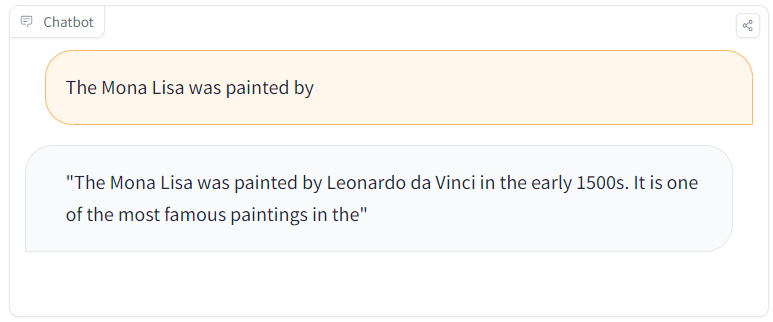 Chatbot
The Mona Lisa was painted by
"The Mona Lisa was painted by Leonardo da Vinci in the early 1500s. It is one
of the most famous paintings in the"